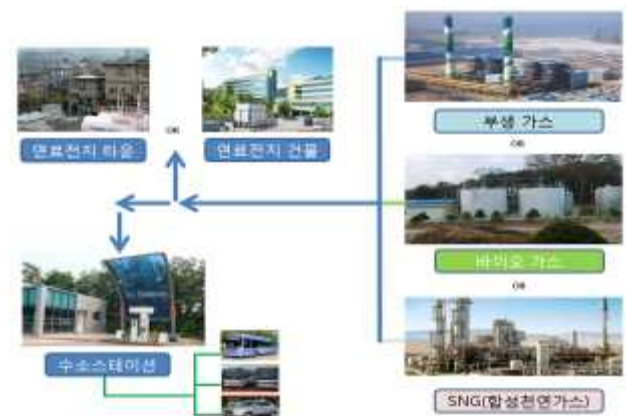 부생 가스
OR
연료전지 타운
OR
연료전지 건물
바이오 가스
OR
수소스테이션
SNG(합성천연가스)